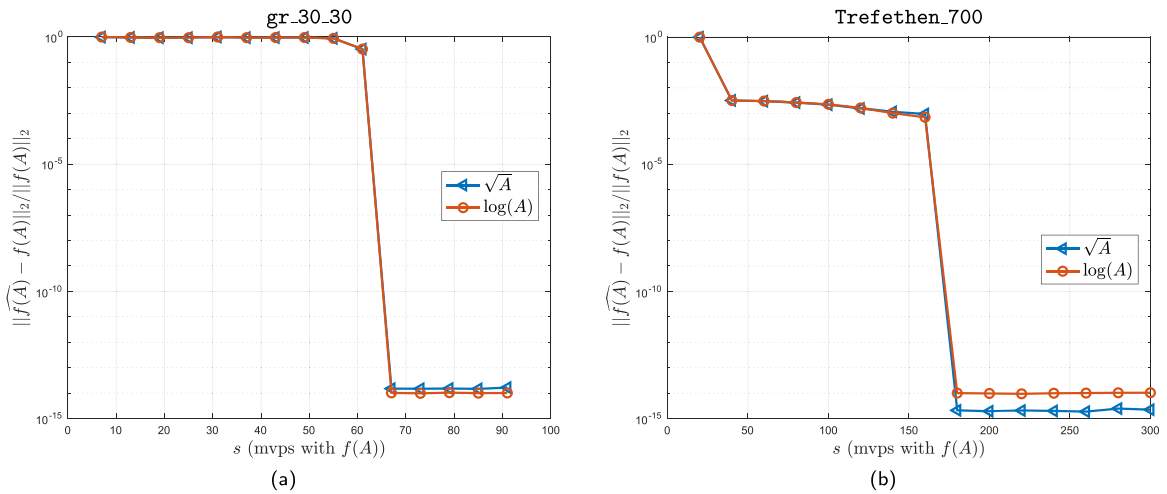 gr_30_30
10^0
10^-5
10^-10
10^-15
0 10 20 30 40 50 60 70 80 90 100
||\widehat{f(A)} − f(A)||_2/||f(A)||_2
s (mvps with f(A))
√A
log(A)
(a)
Trefethen_700
10^0
10^-5
10^-10
10^-15
0 50 100 150 200 250 300
||\widehat{f(A)} − f(A)||_2/||f(A)||_2
s (mvps with f(A))
√A
log(A)
(b)